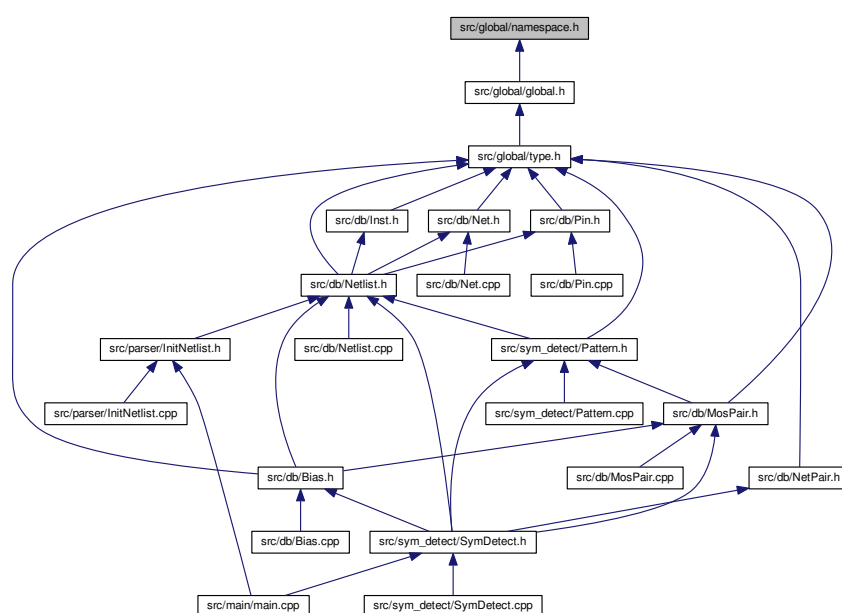 src/global/namespace.h
src/global/global.h
src/global/type.h
src/db/Inst.h
src/db/Net.h
src/db/Pin.h
src/db/Netlist.h
src/db/Net.cpp
src/db/Pin.cpp
src/parser/InitNetlist.h
src/db/Netlist.cpp
src/sym_detect/Pattern.h
src/parser/InitNetlist.cpp
src/sym_detect/Pattern.cpp
src/db/MosPair.h
src/db/Bias.h
src/db/MosPair.cpp
src/db/NetPair.h
src/db/Bias.cpp
src/sym_detect/SymDetect.h
src/main/main.cpp
src/sym_detect/SymDetect.cpp